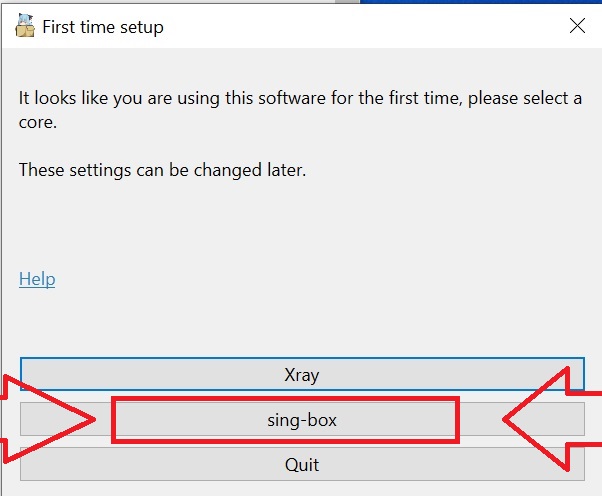 First time setup
It looks like you are using this software for the first time, please select a
core.
These settings can be changed later.
Help
Xray
sing-box
Quit